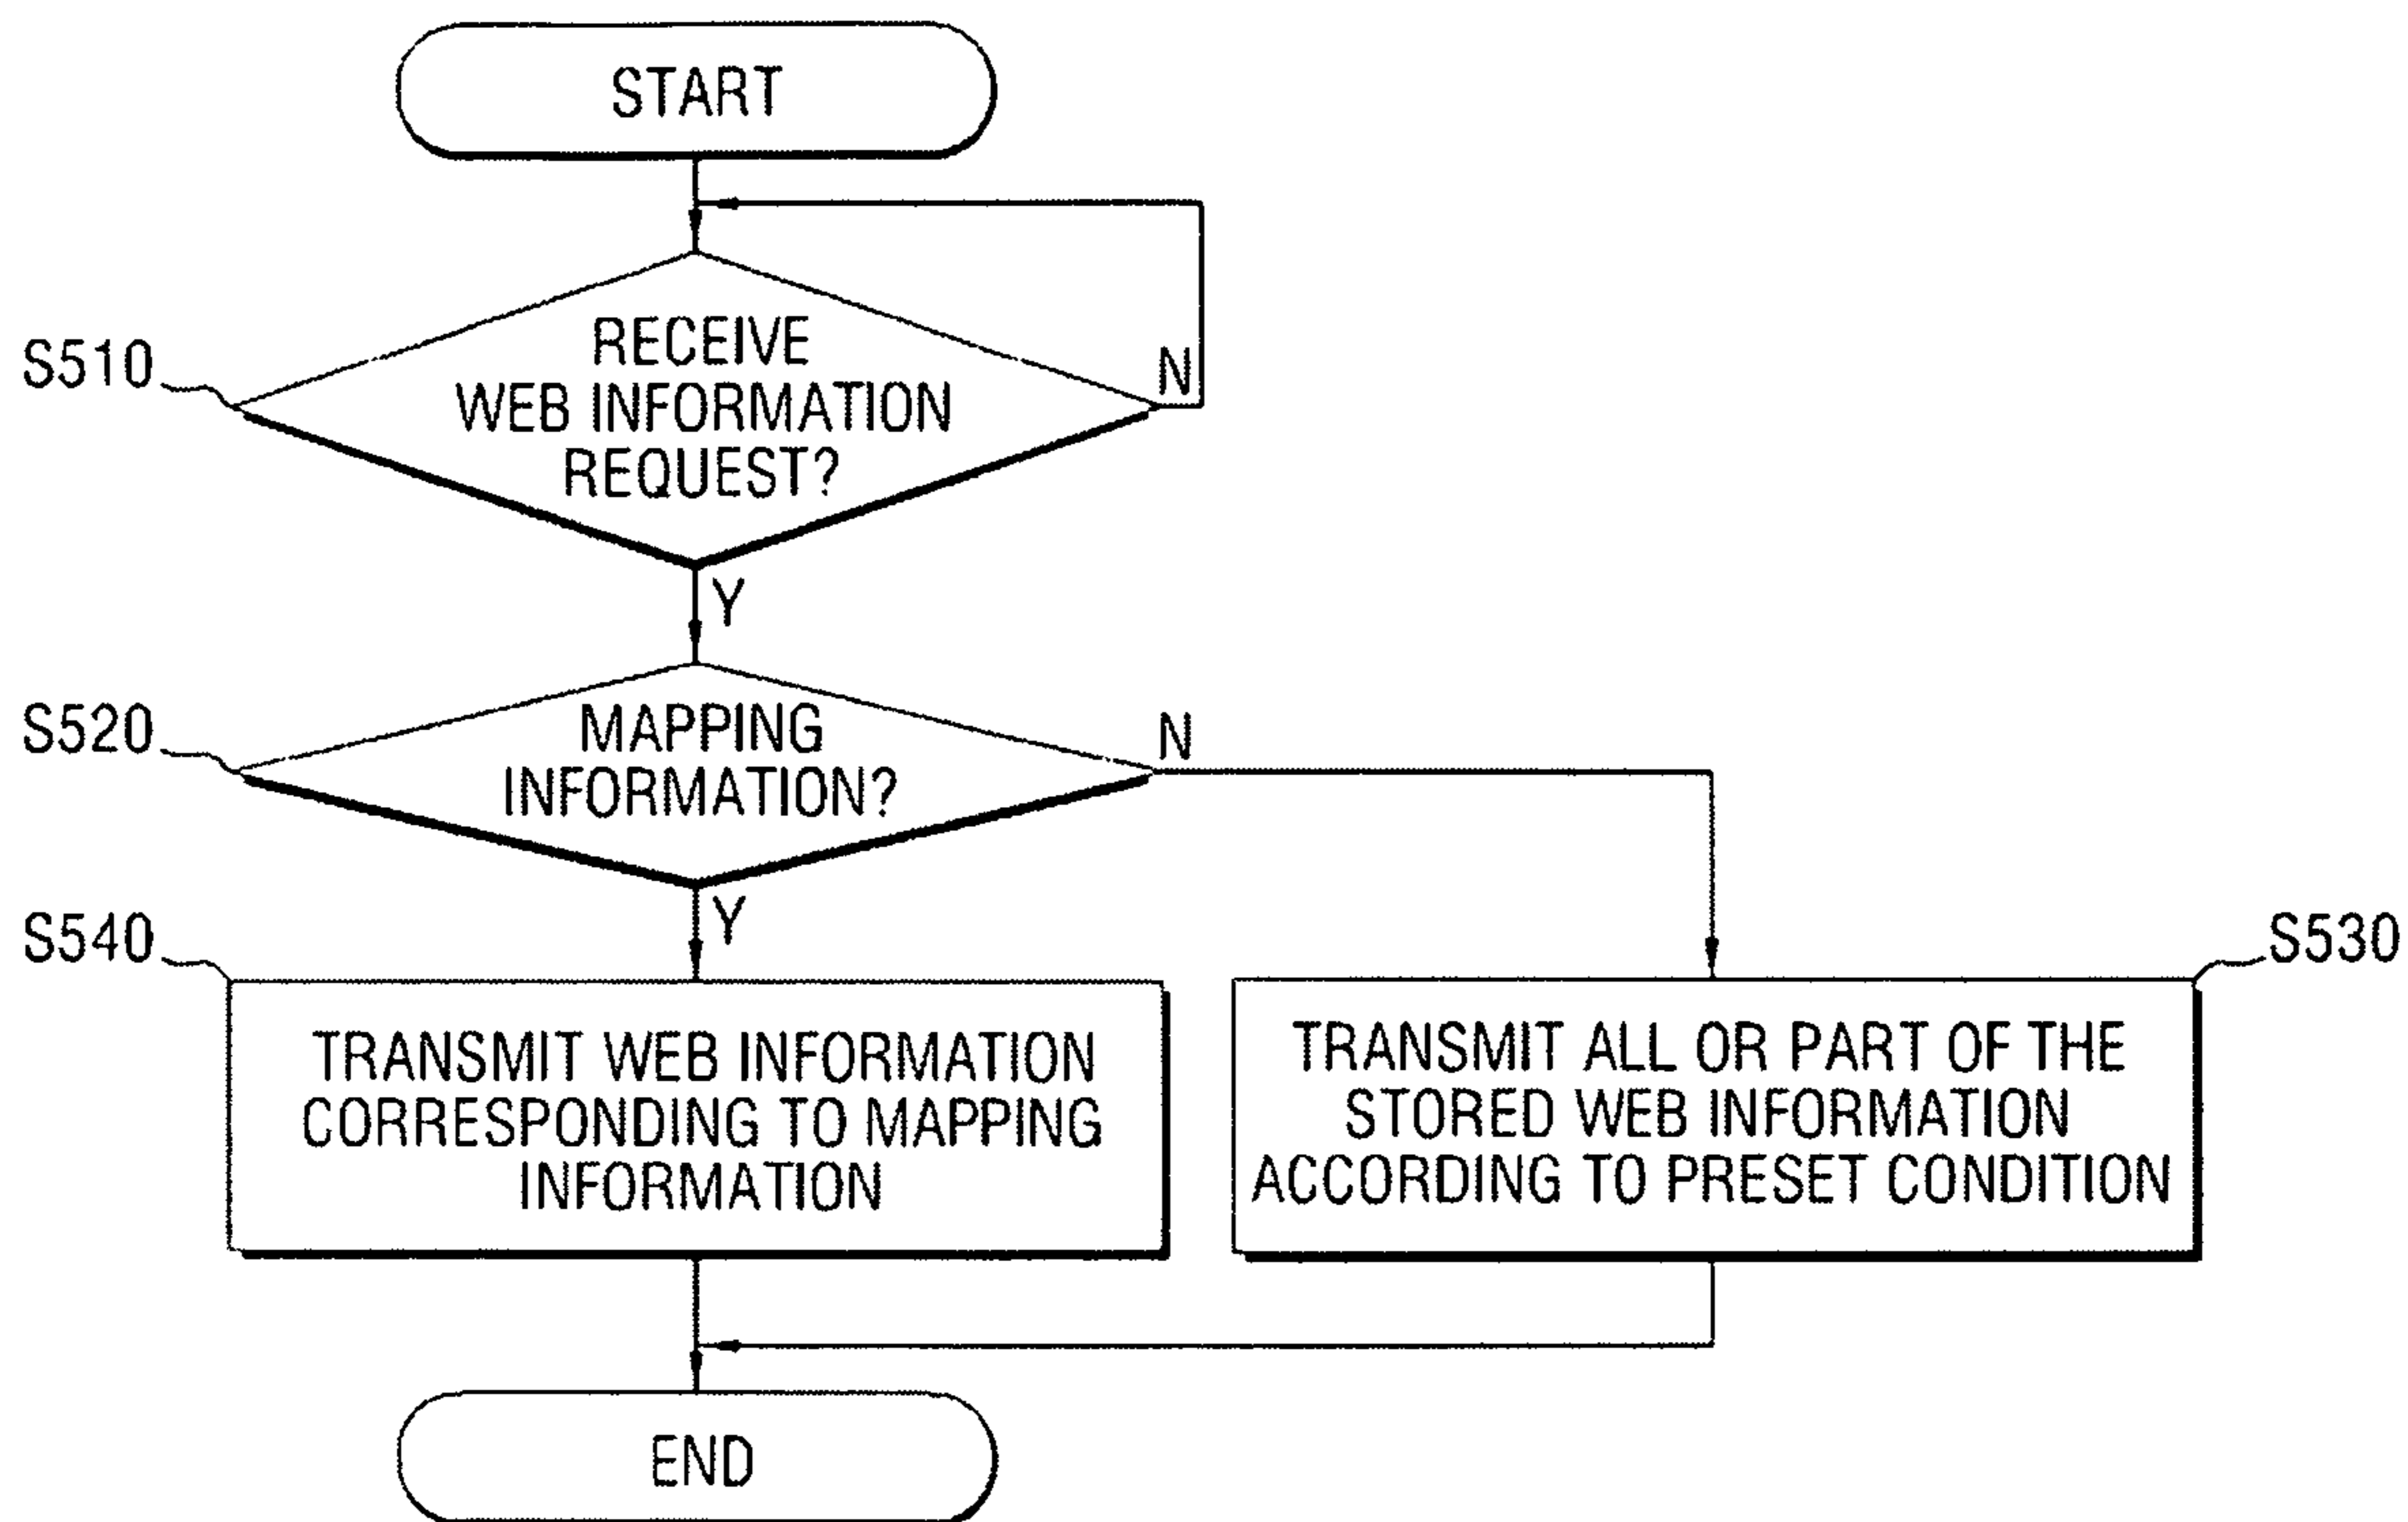 START
S510
RECEIVE
WEB INFORMATION
REQUEST?
N
Y
S520
MAPPING
INFORMATION?
N
Y
S540
TRANSMIT WEB INFORMATION
CORRESPONDING TO MAPPING
INFORMATION
S530
TRANSMIT ALL OR PART OF THE
STORED WEB INFORMATION
ACCORDING TO PRESET CONDITION
END